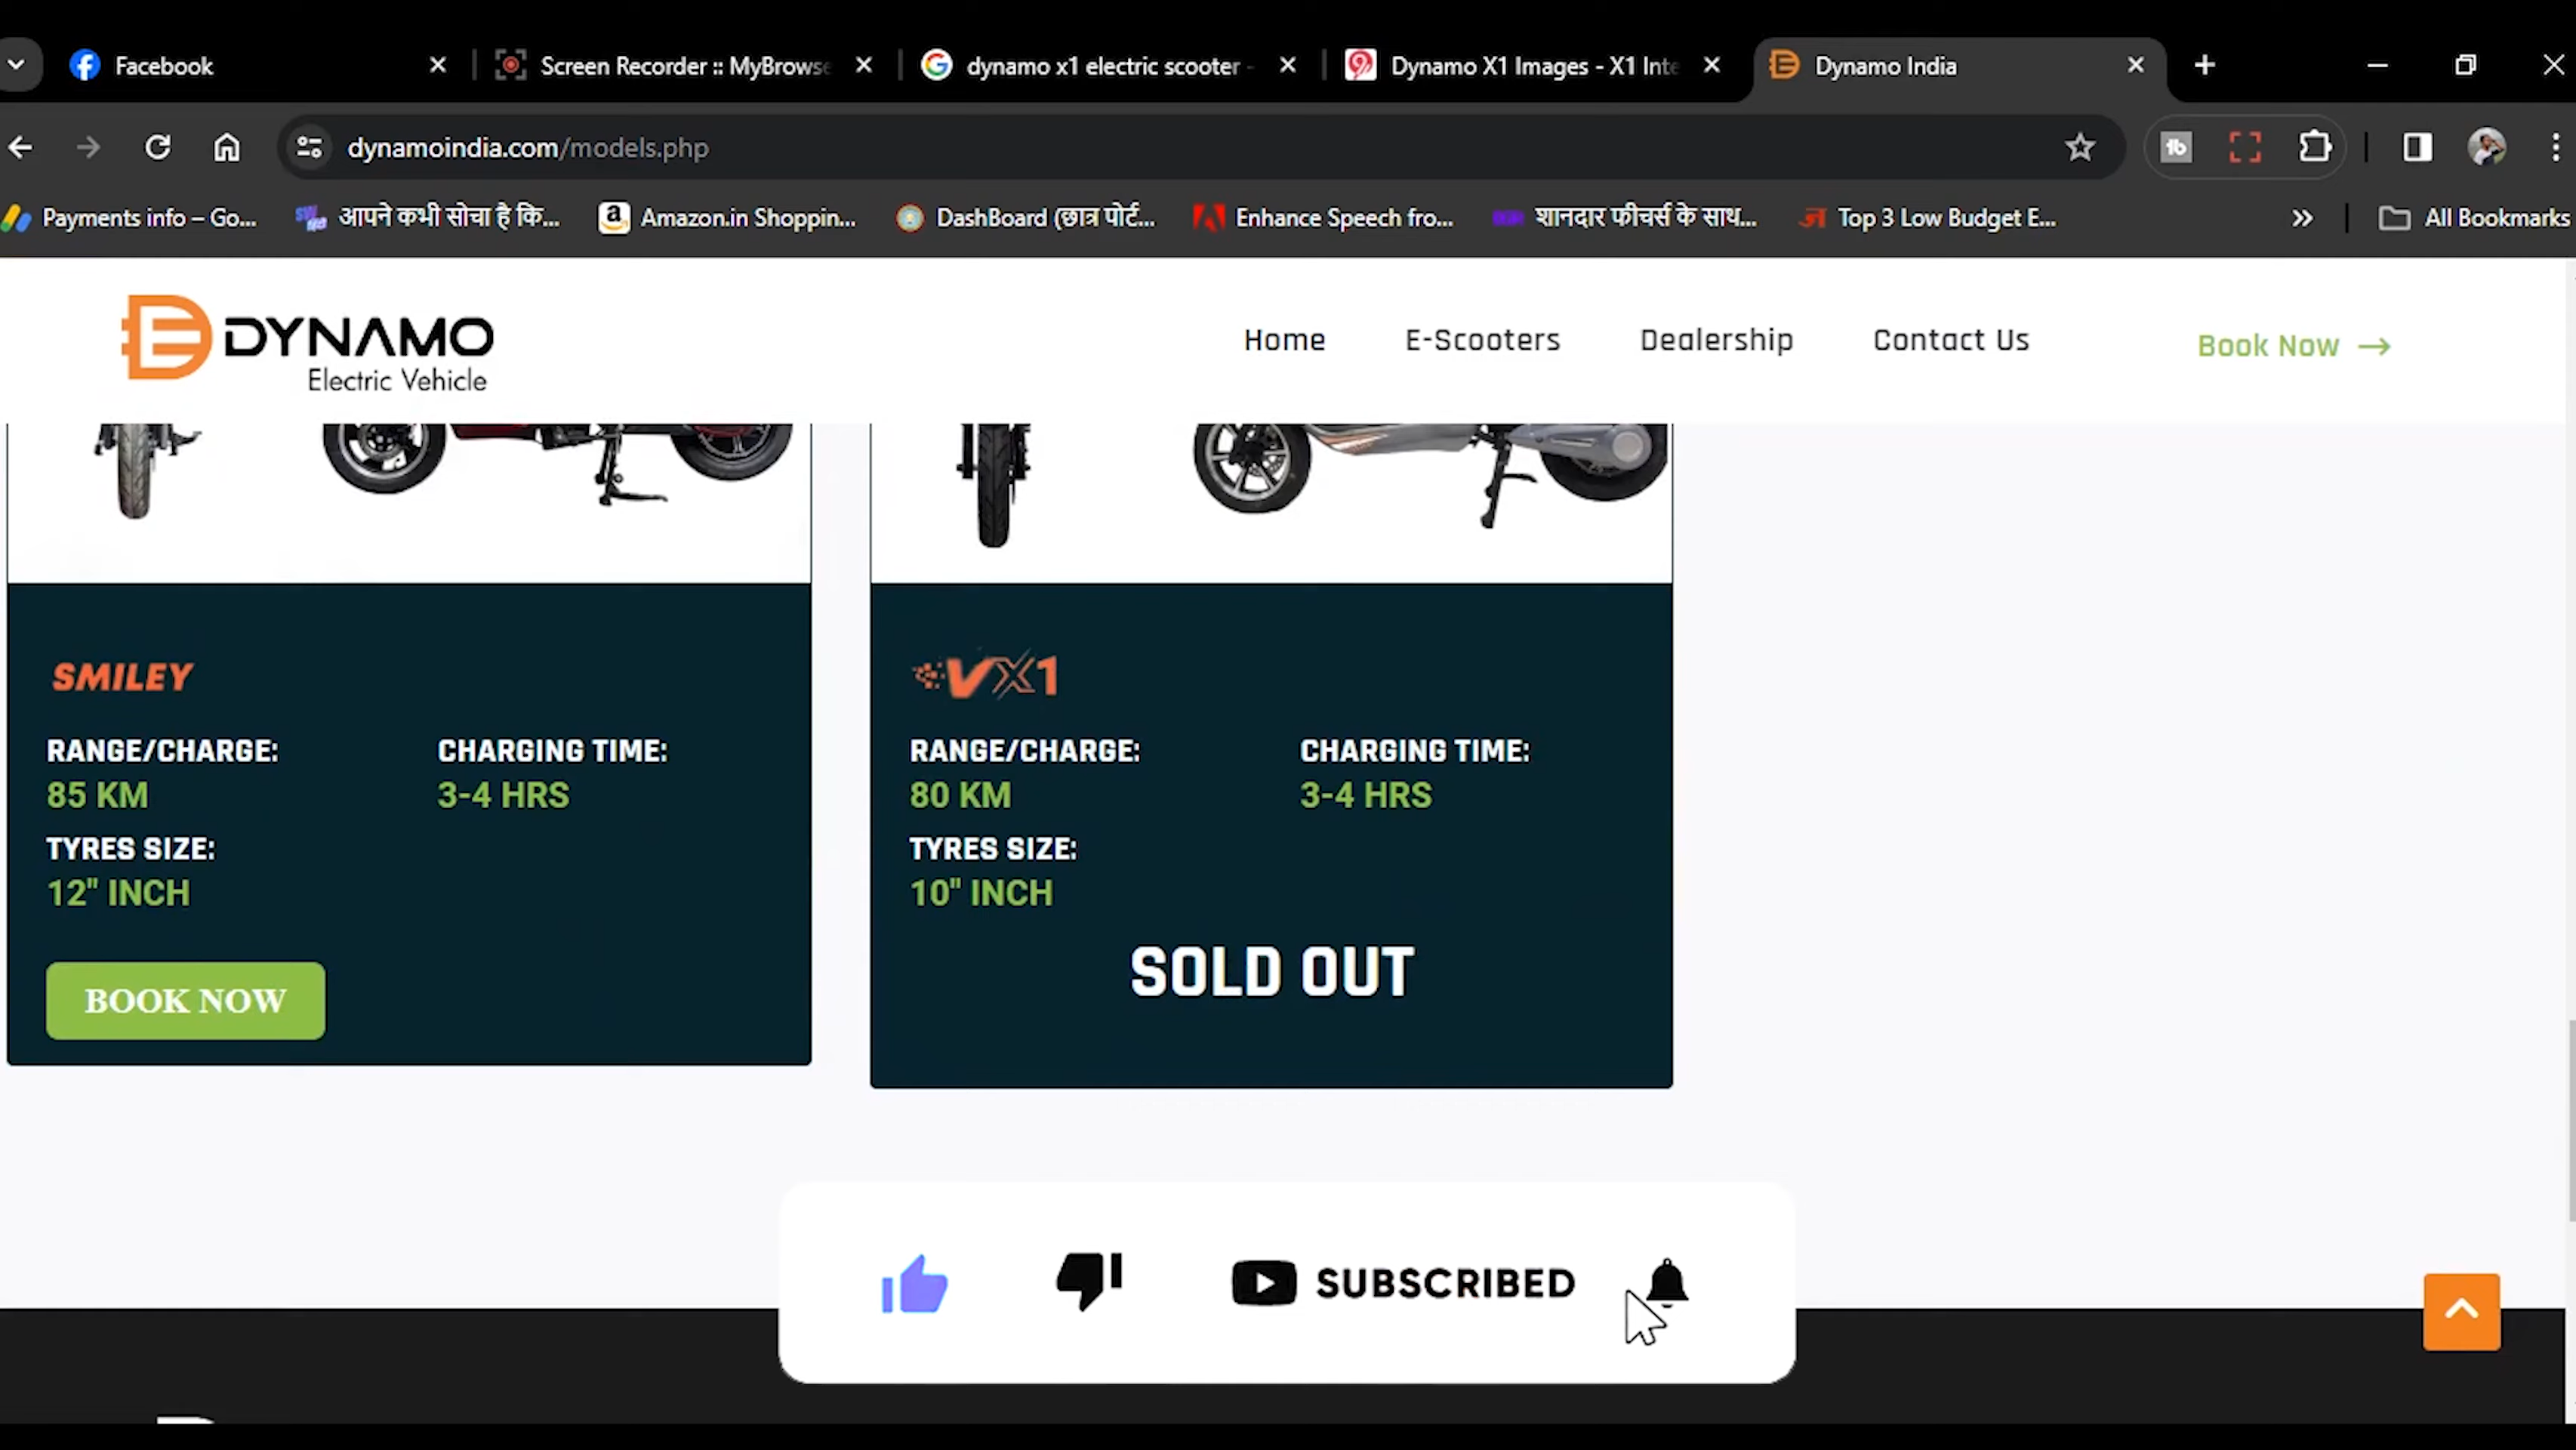 Facebook
Screen Recorder :: MyBrowse
dynamo x1 electric scooter -
Dynamo X1 Images - X1 Inte
Dynamo India
dynamoindia.com/models.php
Payments info – Go...
आपने कभी सोचा है कि...
Amazon.in Shoppin...
DashBoard (छात्र पोर्ट...
Enhance Speech fro...
शानदार फीचर्स के साथ...
Top 3 Low Budget E...
All Bookmarks
DYNAMO
Electric Vehicle
Home
E-Scooters
Dealership
Contact Us
Book Now →
SMILEY
RANGE/CHARGE:
85 KM
CHARGING TIME:
3-4 HRS
TYRES SIZE:
12" INCH
BOOK NOW
VX1
RANGE/CHARGE:
80 KM
CHARGING TIME:
3-4 HRS
TYRES SIZE:
10" INCH
SOLD OUT
SUBSCRIBED